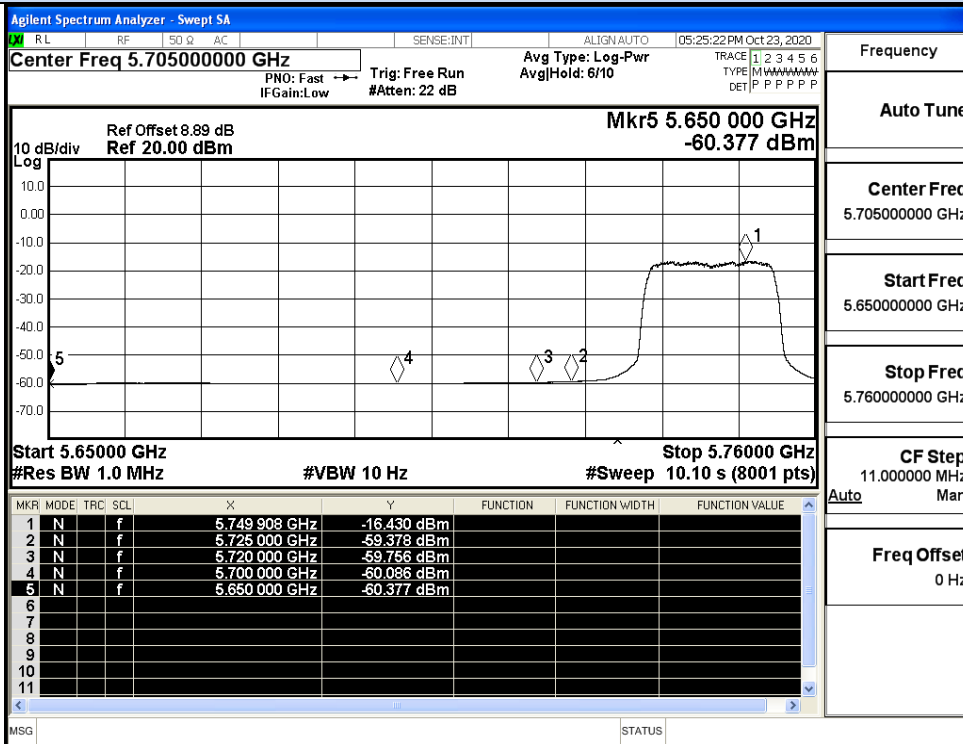 Agilent Spectrum Analyzer - Swept SA
LXI RL RF 50 Ω AC SENSE:INT ALIGN AUTO 05:25:22 PM Oct 23, 2020
Center Freq 5.705000000 GHz
PNO: Fast
IFGain:Low
Trig: Free Run
#Atten: 22 dB
Avg Type: Log-Pwr
Avg|Hold: 6/10
TRACE 1 2 3 4 5 6
TYPE M W W W W W
DET P P P P P P
Ref Offset 8.89 dB
10 dB/div Ref 20.00 dBm
Log
Mkr5 5.650 000 GHz
-60.377 dBm
10.0
0.00
-10.0
-20.0
-30.0
-40.0
-50.0
-60.0
-70.0
1
5
4
3
2
Start 5.65000 GHz Stop 5.76000 GHz
#Res BW 1.0 MHz #VBW 10 Hz #Sweep 10.10 s (8001 pts)
MKR MODE TRC SCL X Y FUNCTION FUNCTION WIDTH FUNCTION VALUE
1 N f 5.749 908 GHz -16.430 dBm
2 N f 5.725 000 GHz -59.378 dBm
3 N f 5.720 000 GHz -59.756 dBm
4 N f 5.700 000 GHz -60.086 dBm
5 N f 5.650 000 GHz -60.377 dBm
6
7
8
9
10
11
MSG STATUS
Frequency
Auto Tune
Center Freq
5.705000000 GHz
Start Freq
5.650000000 GHz
Stop Freq
5.760000000 GHz
CF Step
11.000000 MHz
Auto Man
Freq Offset
0 Hz